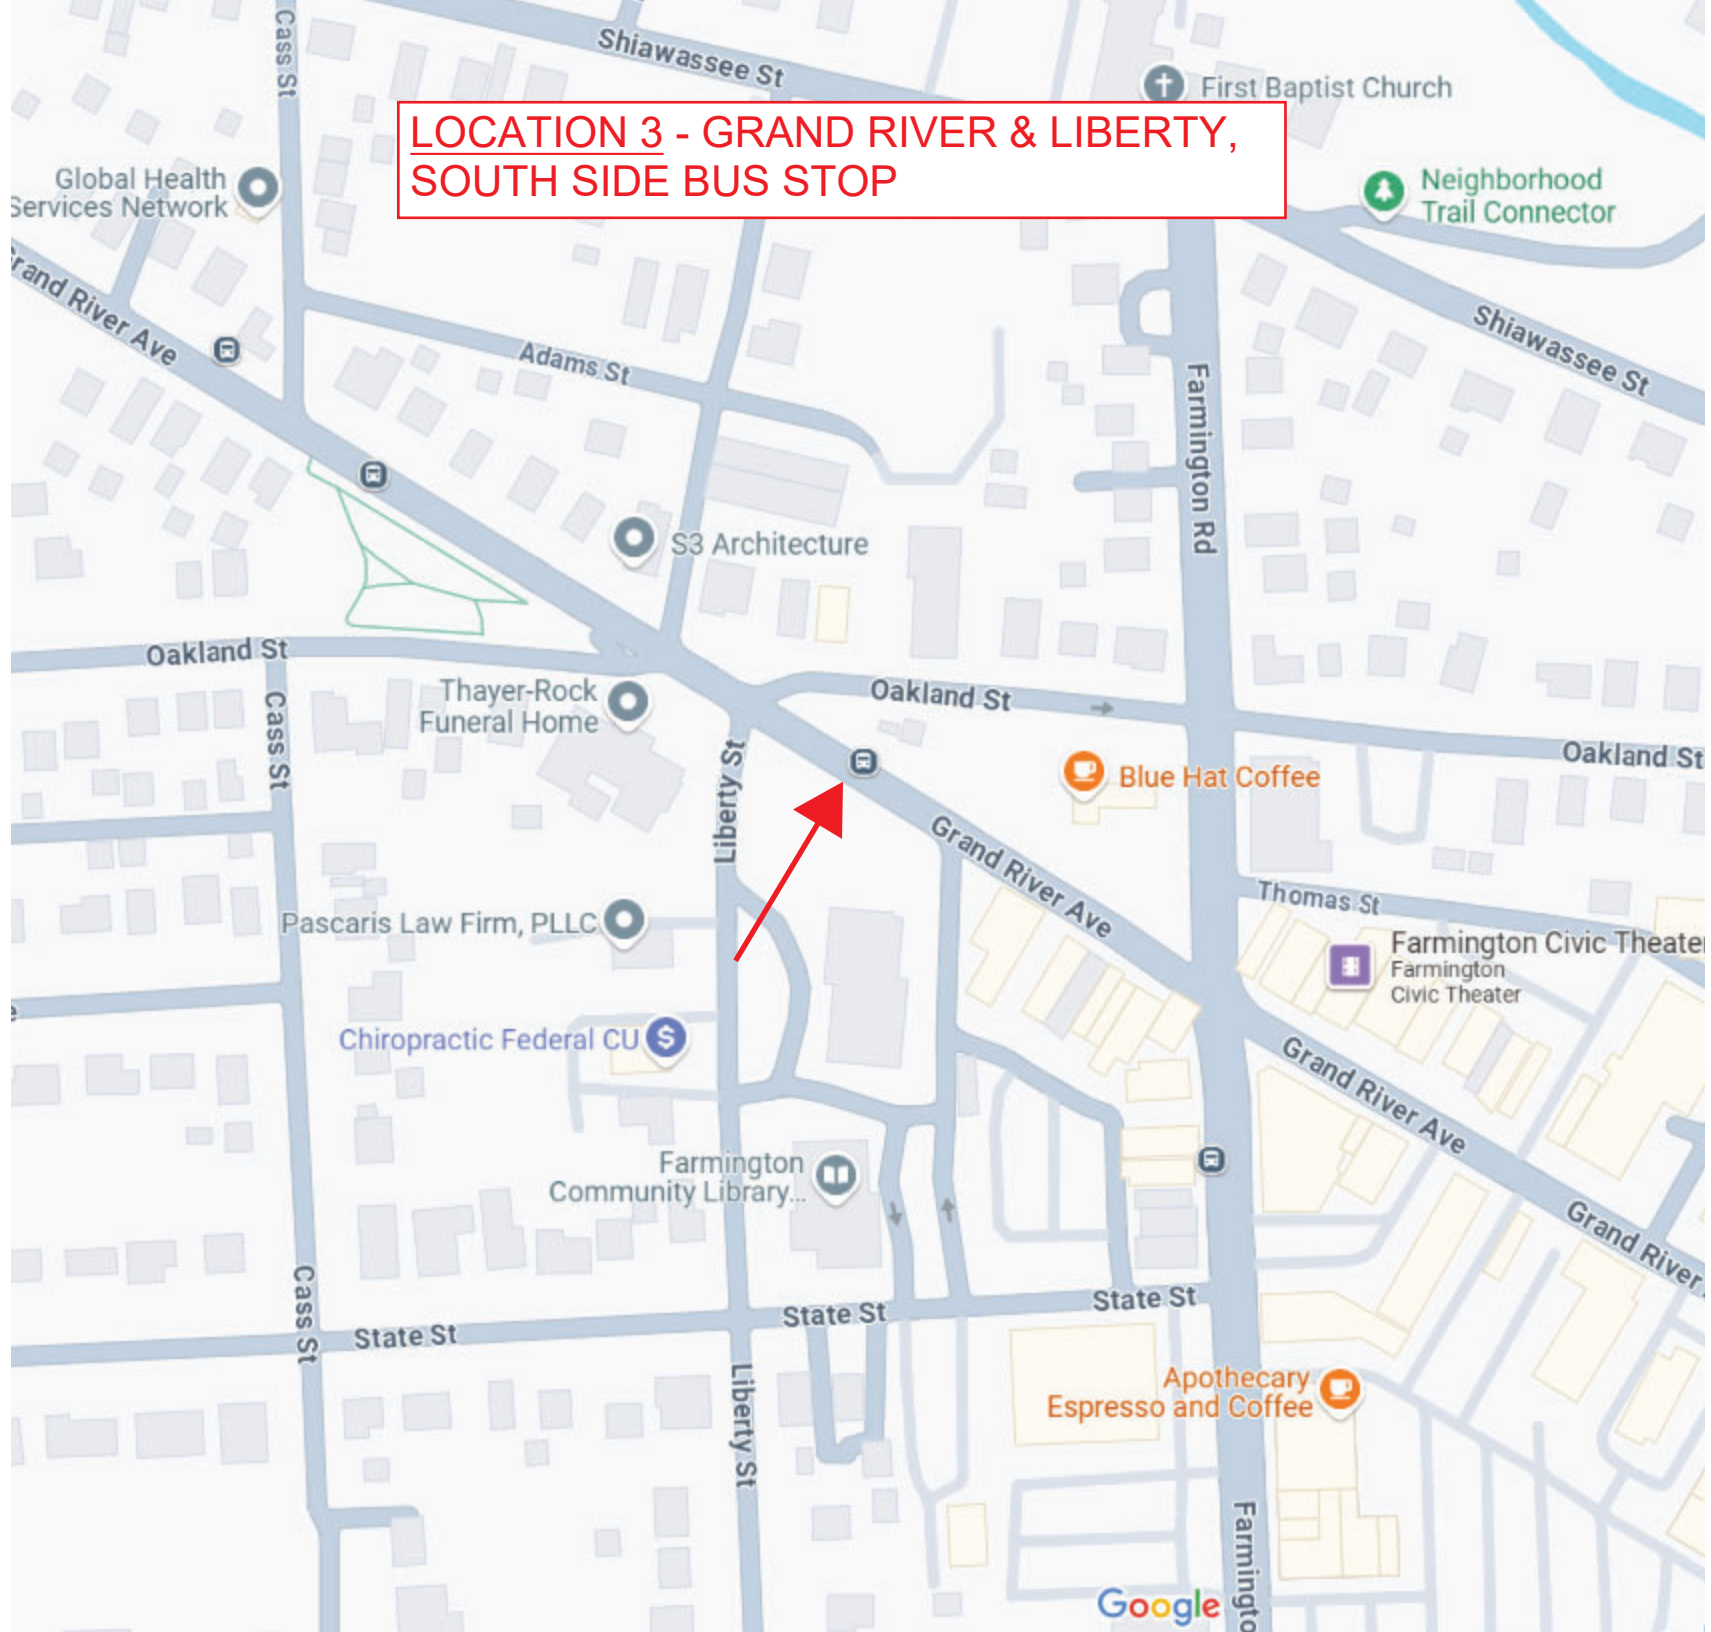 Cass St
Shiawassee St
First Baptist Church
LOCATION 3 - GRAND RIVER & LIBERTY,
SOUTH SIDE BUS STOP
Global Health
Services Network
Neighborhood
Trail Connector
rand River Ave
Shiawassee St
Adams St
Farmington Rd
S3 Architecture
Oakland St
Thayer-Rock
Funeral Home
Oakland St
Cass St
Liberty St
Oakland St
Blue Hat Coffee
Grand River Ave
Thomas St
Pascaris Law Firm, PLLC
Farmington Civic Theate
Farmington
Civic Theater
Chiropractic Federal CU
$
Grand River Ave
Farmington
Community Library...
Grand River
Cass St
State St
State St
State St
Liberty St
Apothecary
Espresso and Coffee
Farmingto
Google